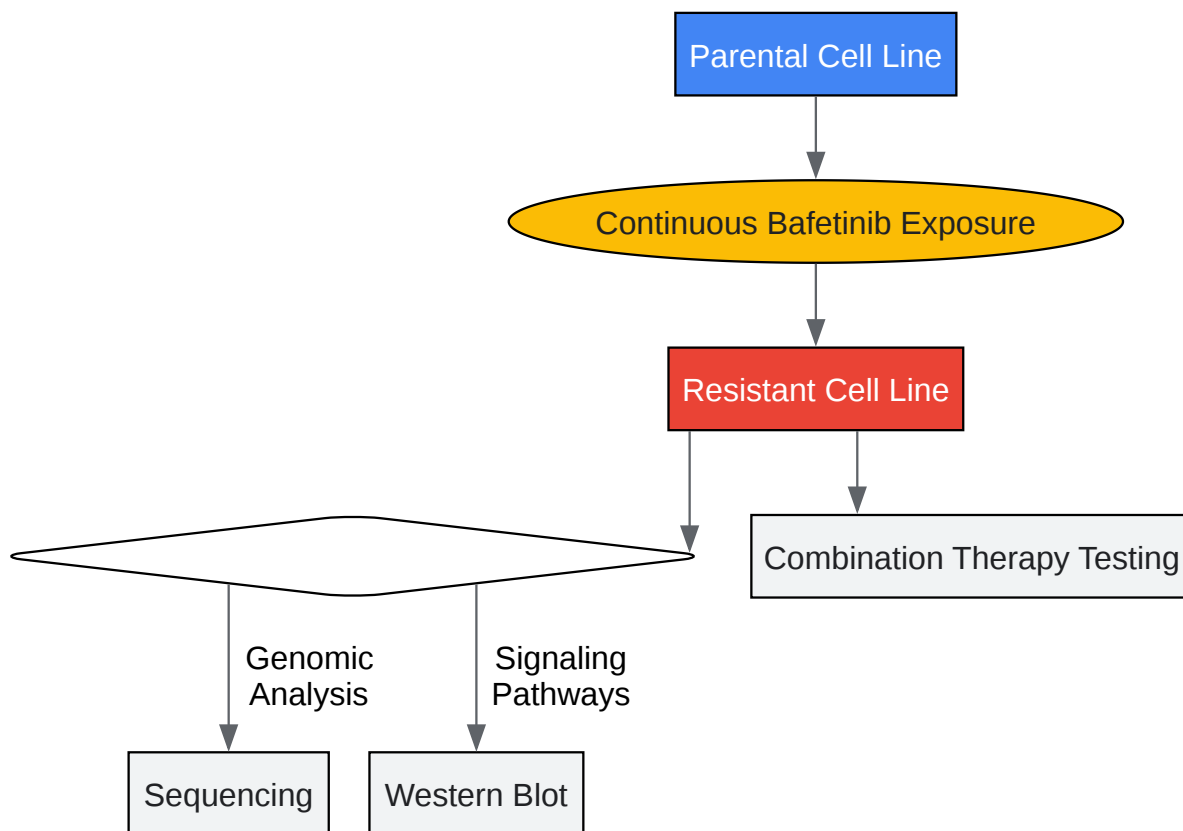 Parental Cell Line
Continuous Bafetinib Exposure
Resistant Cell Line
Combination Therapy Testing
Genomic
Analysis
Signaling
Pathways
Sequencing
Western Blot